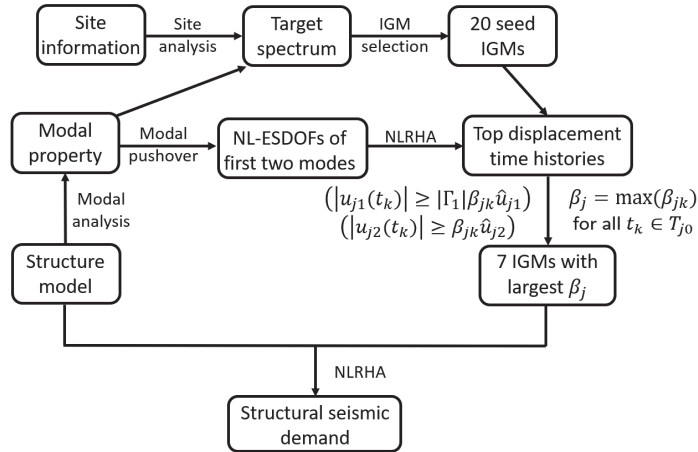 Site
information
Site
analysis
Target
spectrum
IGM
selection
20 seed
IGMs
Modal
property
Modal
pushover
NL-ESDOFs of
first two modes
NLRHA
Top displacement
time histories
Modal
analysis
(|u_{j1}(t_k)| ≥ |Γ_1|β_{jk}û_{j1})
(|u_{j2}(t_k)| ≥ β_{jk}û_{j2})
β_j = max(β_{jk})
for all t_k ∈ T_{j0}
Structure
model
7 IGMs with
largest β_j
NLRHA
Structural seismic
demand